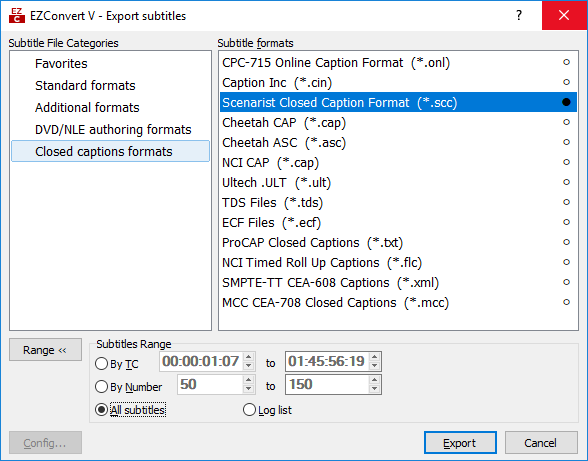 EZ
C
EZConvert V - Export subtitles
?
Subtitle File Categories
Favorites
Standard formats
Additional formats
DVD/NLE authoring formats
Closed captions formats
Subtitle formats
CPC-715 Online Caption Format (*.onl)
Caption Inc (*.cin)
Scenarist Closed Caption Format (*.scc)
Cheetah CAP (*.cap)
Cheetah ASC (*.asc)
NCI CAP (*.cap)
Ultech .ULT (*.ult)
TDS Files (*.tds)
ECF Files (*.ecf)
ProCAP Closed Captions (*.txt)
NCI Timed Roll Up Captions (*.flc)
SMPTE-TT CEA-608 Captions (*.xml)
MCC CEA-708 Closed Captions (*.mcc)
Range <<
Subtitles Range
By TC 00:00:01:07 to 01:45:56:19
By Number 50 to 150
All subtitles Log list
Config...
Export
Cancel